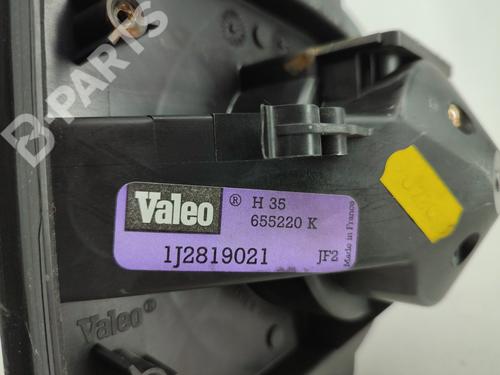 B-PARTS
Valeo ® H 35
655220 K
1J2819021 JF2
Made in France
Valeo